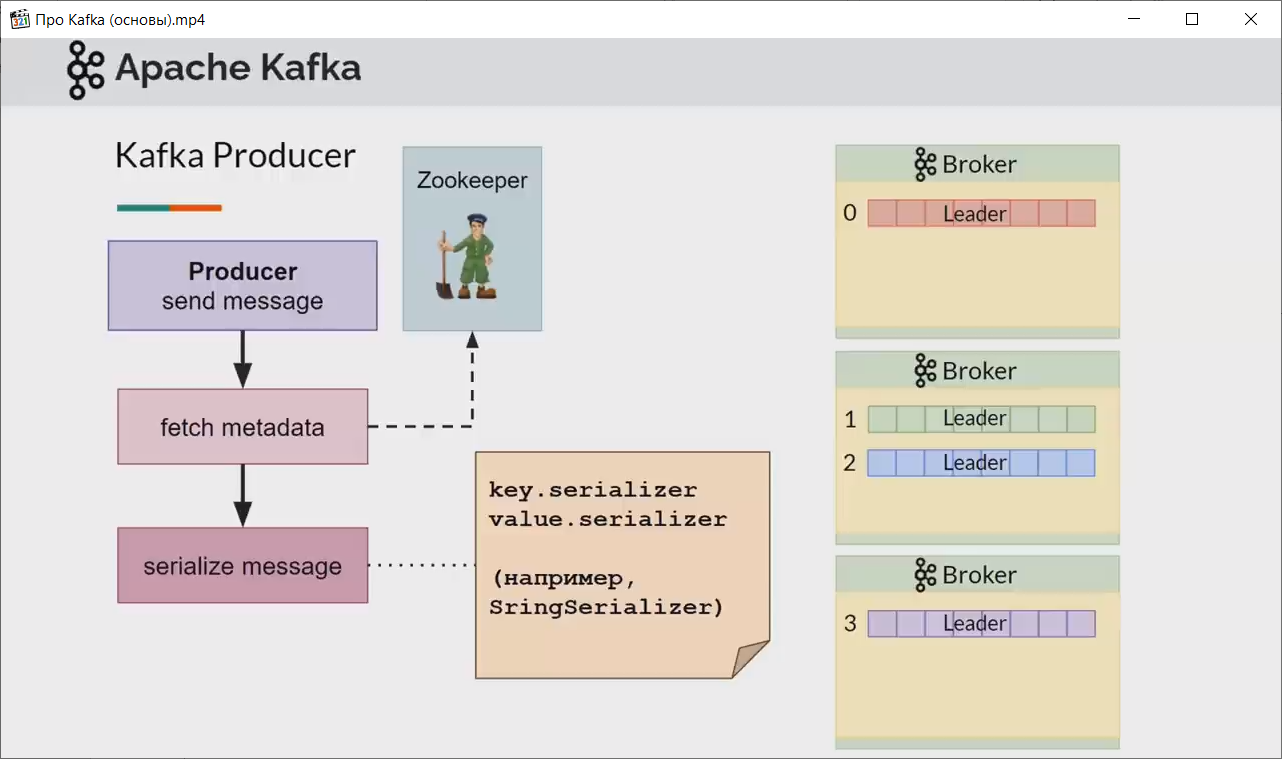 Про Kafka (основы).mp4
Apache Kafka
Kafka Producer
Zookeeper
Producer
send message
fetch metadata
serialize message
key.serializer
value.serializer
(например,
SringSerializer)
Broker
0 Leader
Broker
1 Leader
2 Leader
Broker
3 Leader